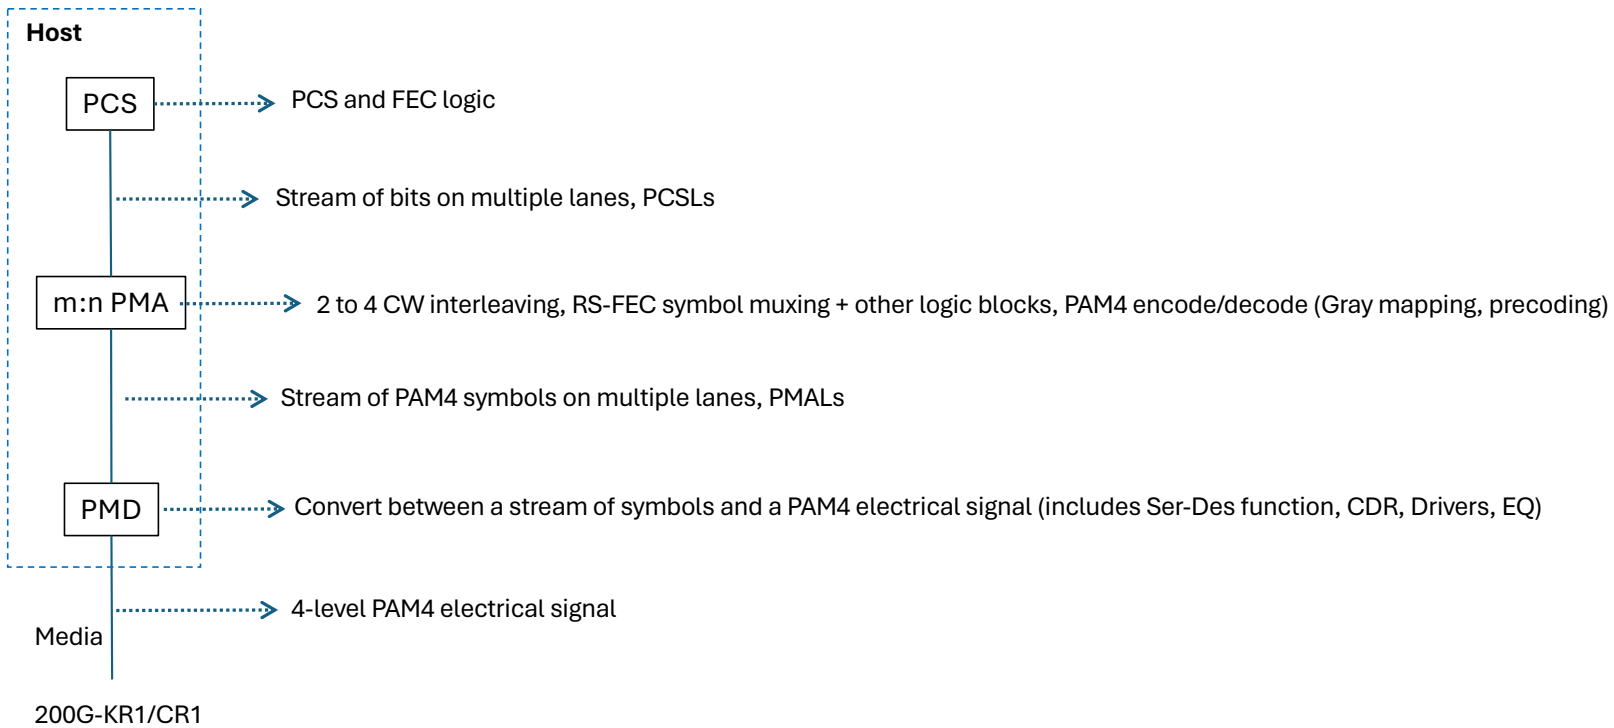 Host
PCS
PCS and FEC logic
Stream of bits on multiple lanes, PCSLs
m:n PMA
2 to 4 CW interleaving, RS-FEC symbol muxing + other logic blocks, PAM4 encode/decode (Gray mapping, precoding)
Stream of PAM4 symbols on multiple lanes, PMALs
PMD
Convert between a stream of symbols and a PAM4 electrical signal (includes Ser-Des function, CDR, Drivers, EQ)
4-level PAM4 electrical signal
Media
200G-KR1/CR1